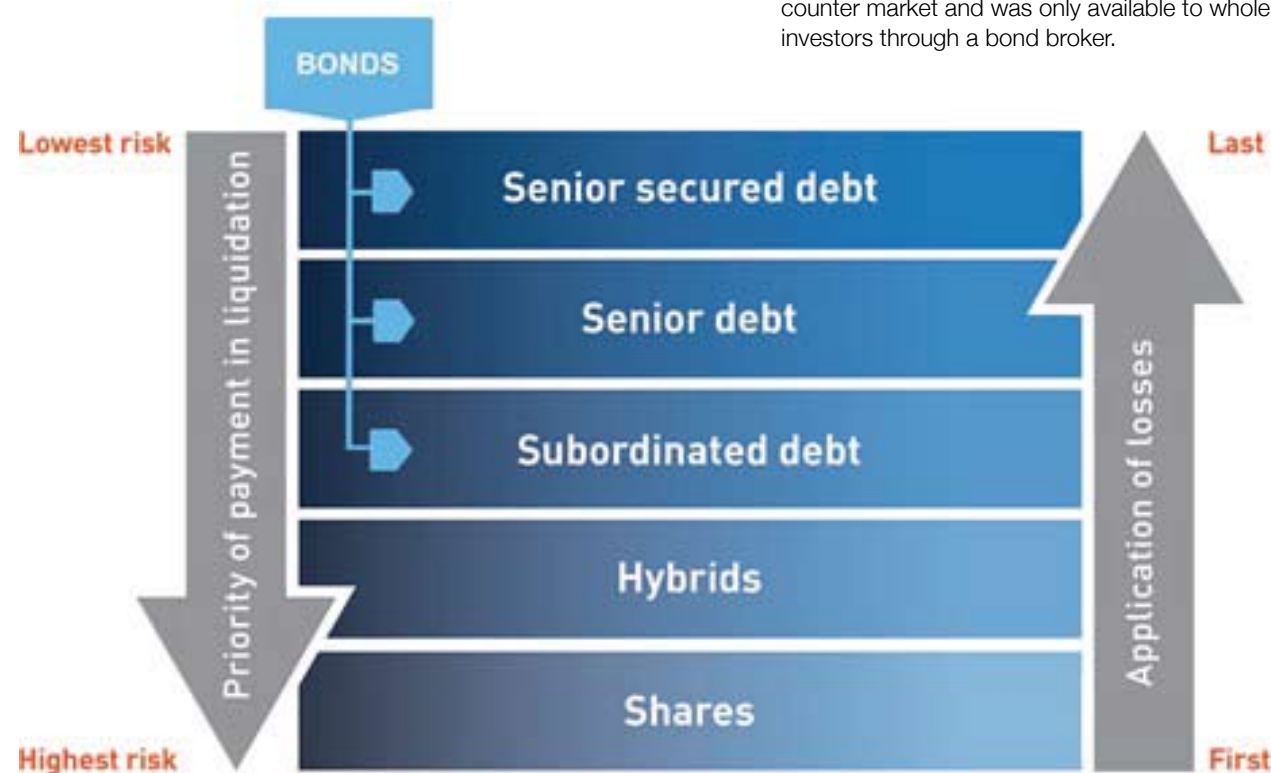 counter market and was only available to whole
investors through a bond broker.
BONDS
Lowest risk
Last
Priority of payment in liquidation
Senior secured debt
Senior debt
Subordinated debt
Hybrids
Shares
Application of losses
Highest risk
First